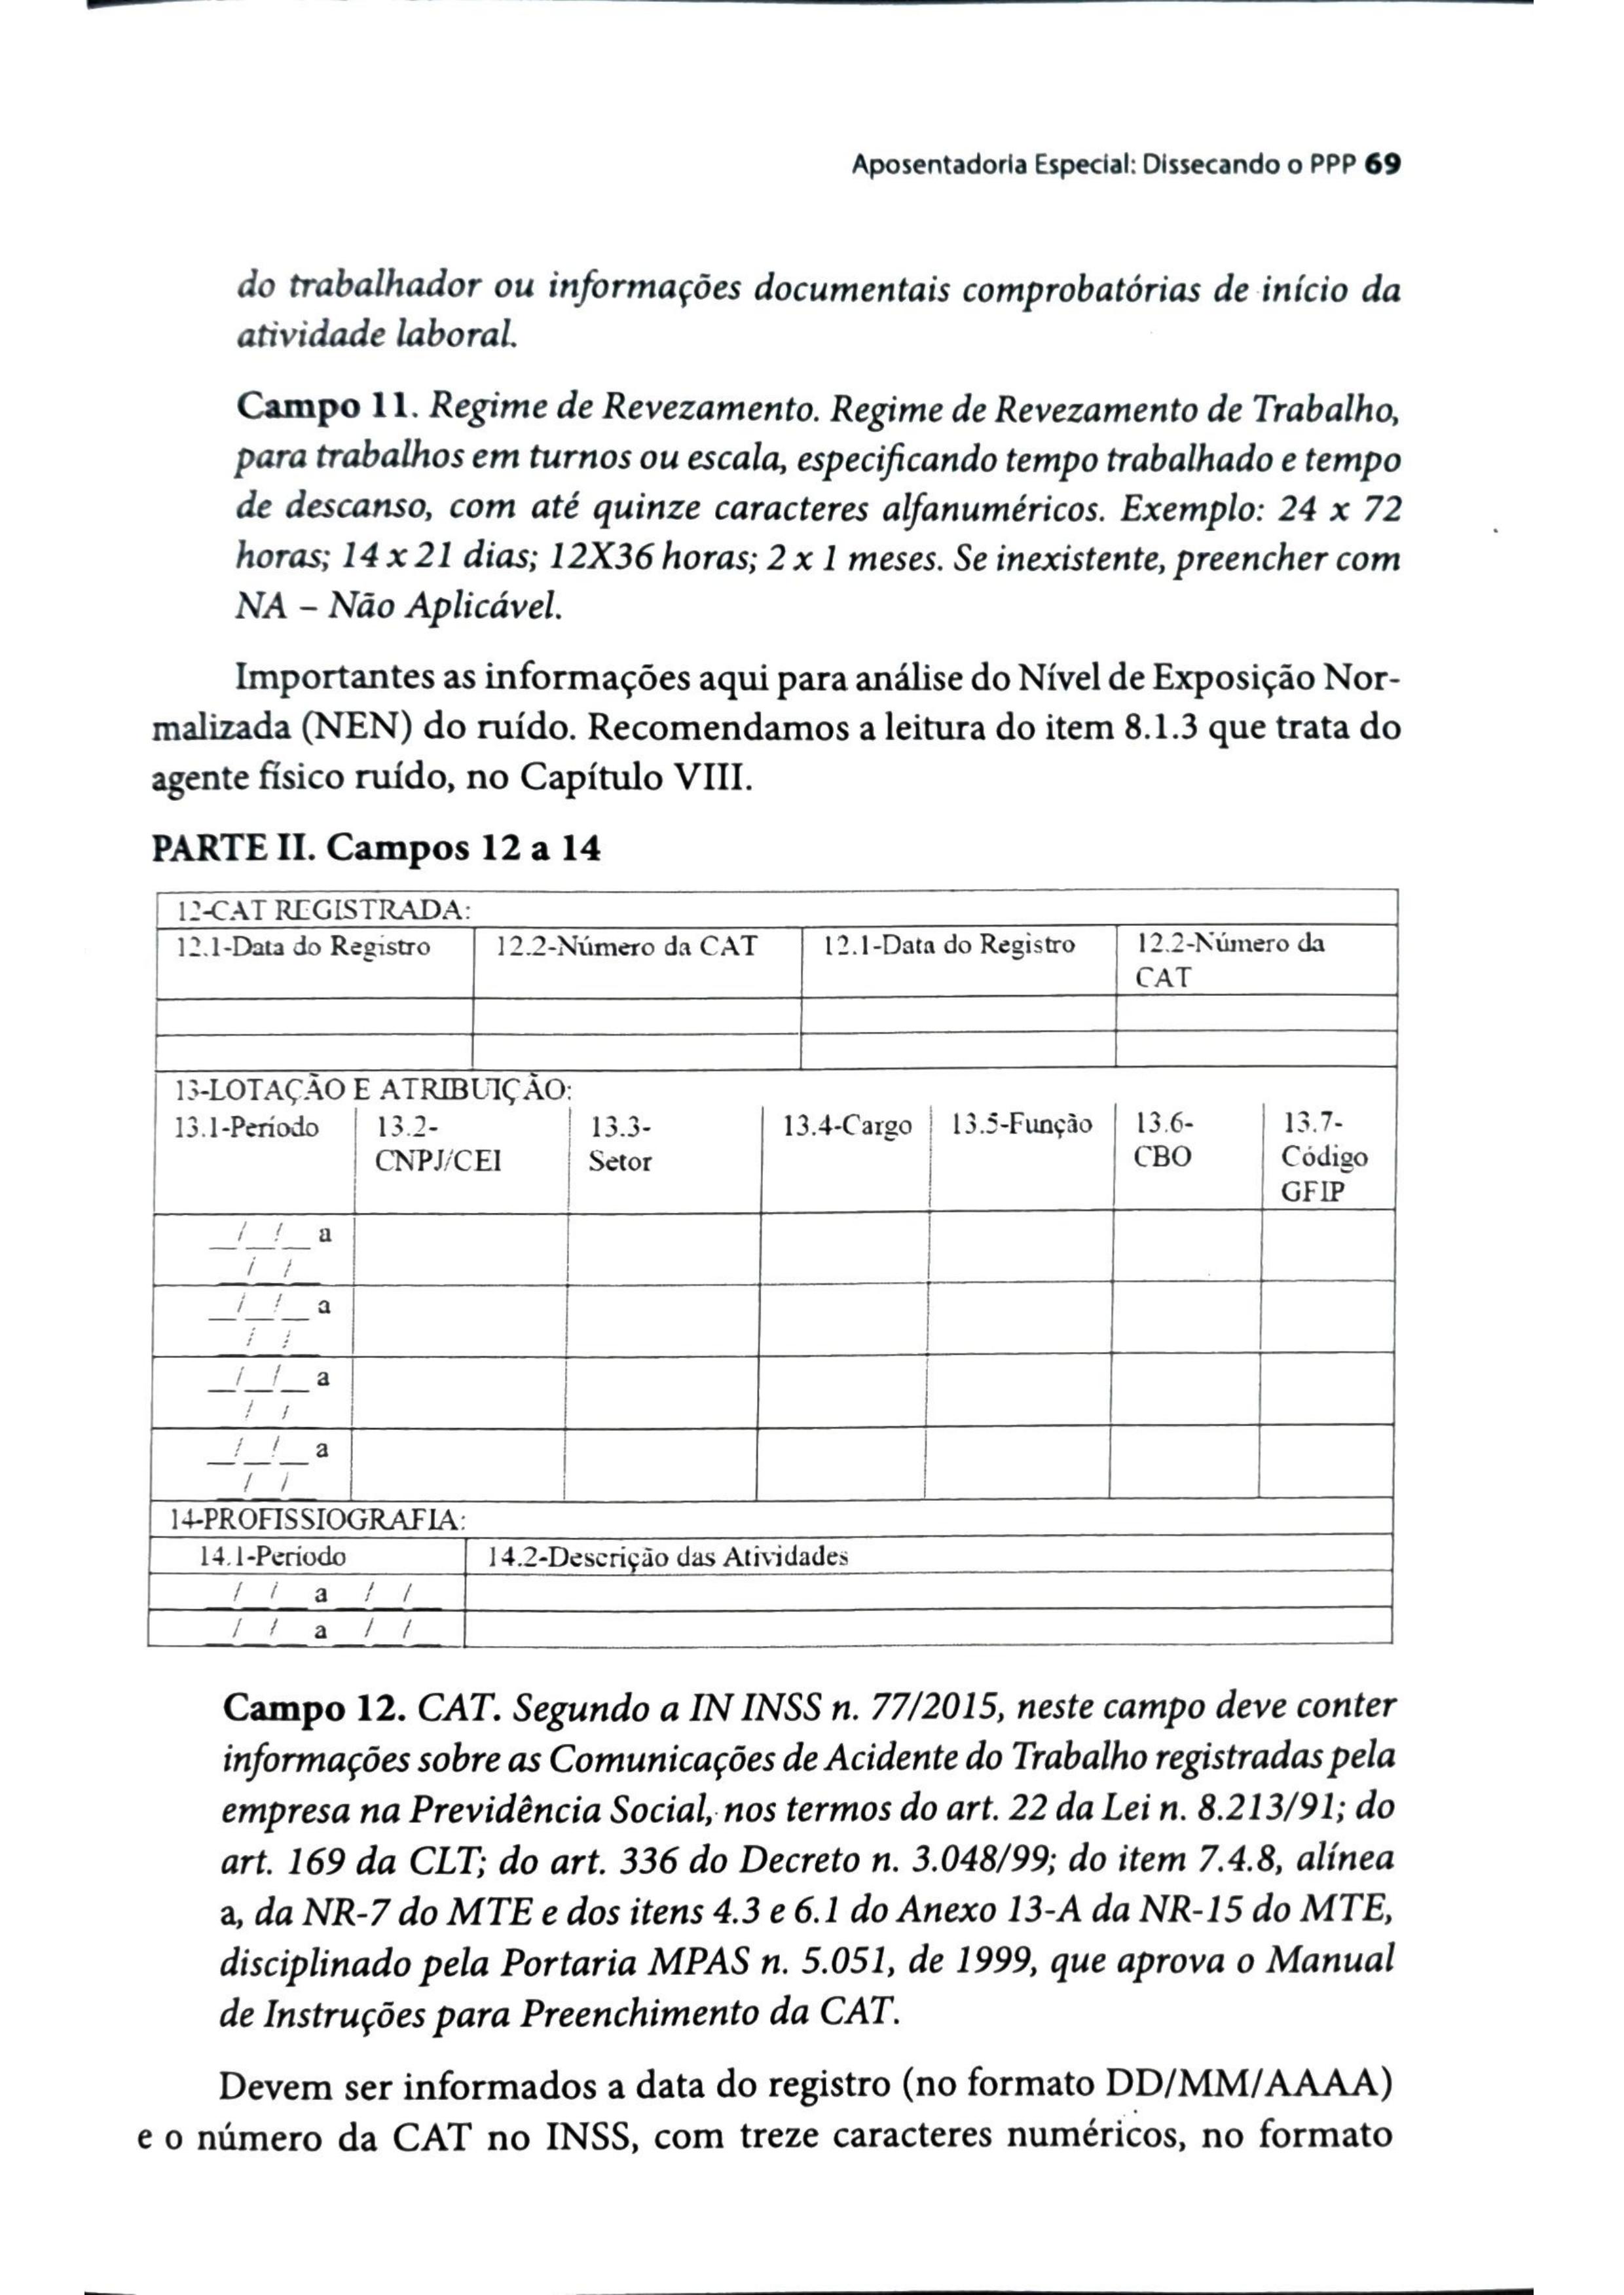 Aposentadoria Especial: Dissecando o PPP 69
do trabalhador ou informações documentais comprobatórias de início da
atividade laboral.
Campo 11. Regime de Revezamento. Regime de Revezamento de Trabalho,
para trabalhos em turnos ou escala, especificando tempo trabalhado e tempo
de descanso, com até quinze caracteres alfanuméricos. Exemplo: 24 x 72
horas; 14 x 21 dias; 12X36 horas; 2 x 1 meses. Se inexistente, preencher com
NA – Não Aplicável.
Importantes as informações aqui para análise do Nível de Exposição Nor-
malizada (NEN) do ruído. Recomendamos a leitura do item 8.1.3 que trata do
agente físico ruído, no Capítulo VIII.
PARTE II. Campos 12 a 14
12-CAT REGISTRADA:
12.1-Data do Registro 12.2-Número da CAT 12.1-Data do Registro 12.2-Número da
CAT
13-LOTAÇÃO E ATRIBUIÇÃO:
13.1-Período 13.2- 13.3- 13.4-Cargo 13.5-Função 13.6- 13.7-
CNPJ/CEI Setor CBO Código
GFIP
__/__/__ a
__/__/__
__/__/__ a
__/__/__
__/__/__ a
__/__/__
__/__/__ a
__/__/__
14-PROFISSIOGRAFIA:
14.1-Período 14.2-Descrição das Atividades
__/__/__ a __/__/__
__/__/__ a __/__/__
Campo 12. CAT. Segundo a IN INSS n. 77/2015, neste campo deve conter
informações sobre as Comunicações de Acidente do Trabalho registradas pela
empresa na Previdência Social, nos termos do art. 22 da Lei n. 8.213/91; do
art. 169 da CLT; do art. 336 do Decreto n. 3.048/99; do item 7.4.8, alínea
a, da NR-7 do MTE e dos itens 4.3 e 6.1 do Anexo 13-A da NR-15 do MTE,
disciplinado pela Portaria MPAS n. 5.051, de 1999, que aprova o Manual
de Instruções para Preenchimento da CAT.
Devem ser informados a data do registro (no formato DD/MM/AAAA)
e o número da CAT no INSS, com treze caracteres numéricos, no formato